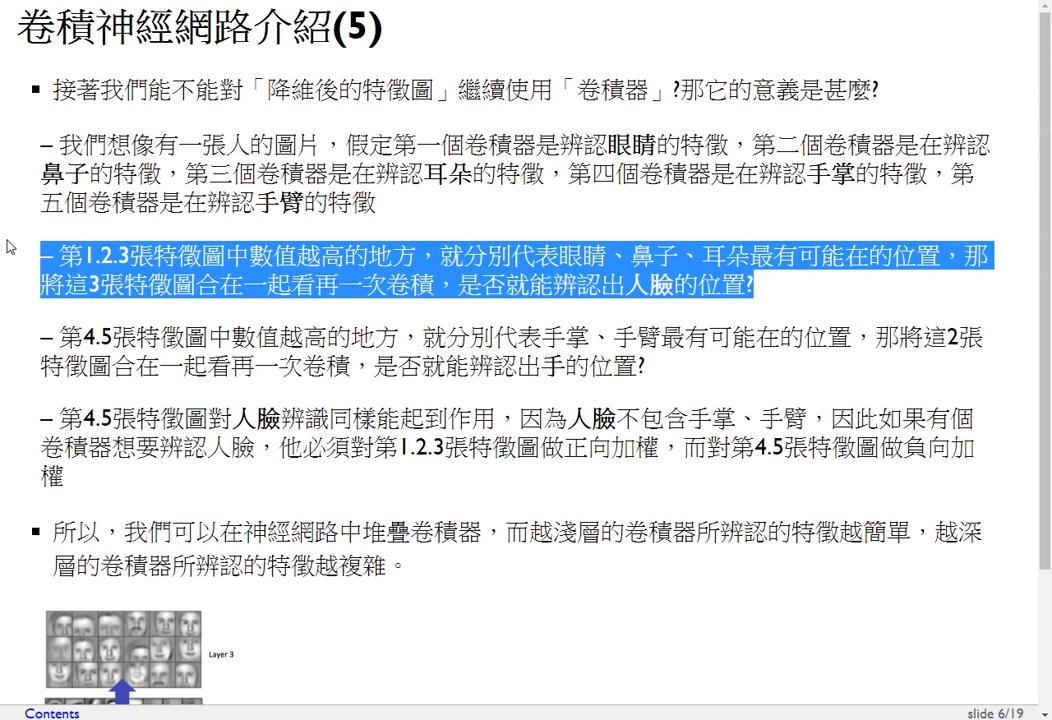 卷積神經網路介紹(5)
▪ 接著我們能不能對「降維後的特徵圖」繼續使用「卷積器」?那它的意義是甚麼?
– 我們想像有一張人的圖片，假定第一個卷積器是辨認眼睛的特徵，第二個卷積器是在辨認
鼻子的特徵，第三個卷積器是在辨認耳朵的特徵，第四個卷積器是在辨認手掌的特徵，第
五個卷積器是在辨認手臂的特徵
– 第1.2.3張特徵圖中數值越高的地方，就分別代表眼睛、鼻子、耳朵最有可能在的位置，那
將這3張特徵圖合在一起看再一次卷積，是否就能辨認出人臉的位置?
– 第4.5張特徵圖中數值越高的地方，就分別代表手掌、手臂最有可能在的位置，那將這2張
特徵圖合在一起看再一次卷積，是否就能辨認出手的位置?
– 第4.5張特徵圖對人臉辨識同樣能起到作用，因為人臉不包含手掌、手臂，因此如果有個
卷積器想要辨認人臉，他必須對第1.2.3張特徵圖做正向加權，而對第4.5張特徵圖做負向加
權
▪ 所以，我們可以在神經網路中堆疊卷積器，而越淺層的卷積器所辨認的特徵越簡單，越深
層的卷積器所辨認的特徵越複雜。
Layer 3
Contents
slide 6/19